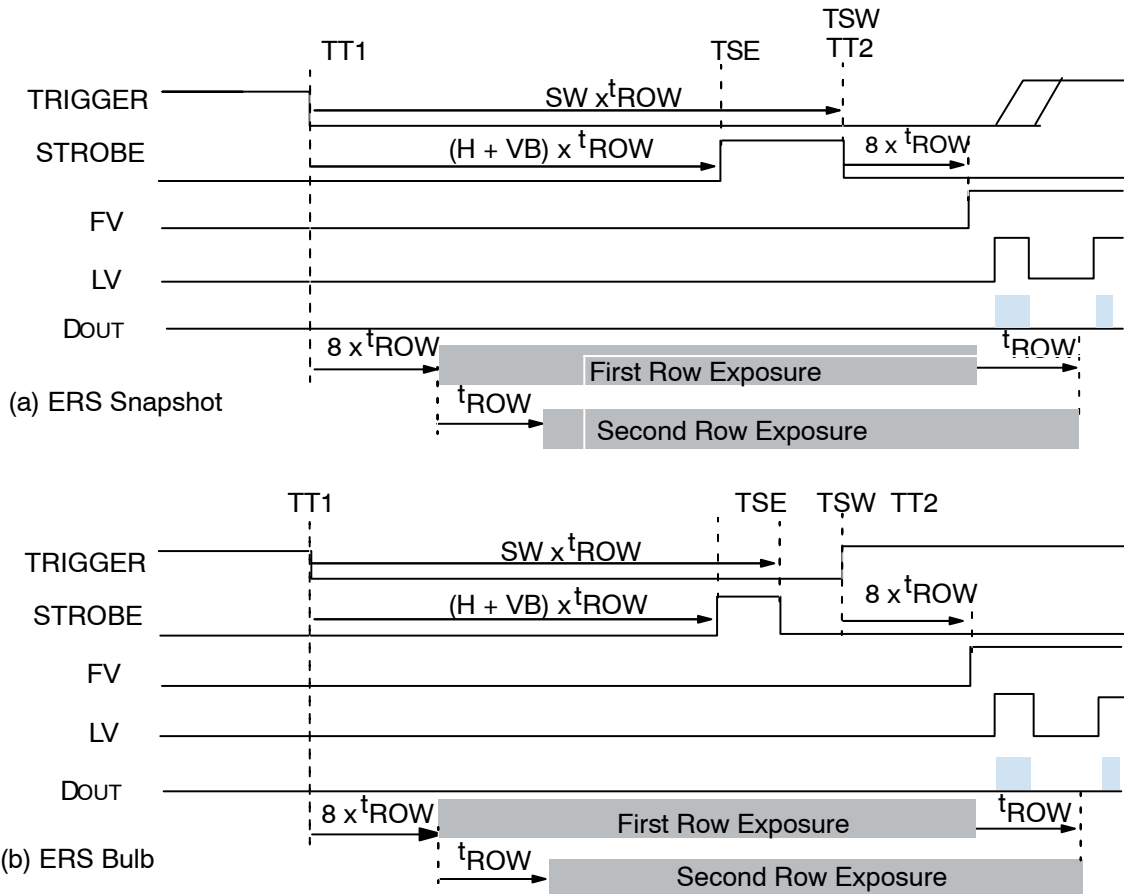 TT1
TSE
TSW
TT2
TRIGGER
SW x tROW
STROBE
(H + VB) x tROW
8 x tROW
FV
LV
DOUT
8 x tROW
First Row Exposure
tROW
(a) ERS Snapshot
tROW
Second Row Exposure
TT1
TSE
TSW
TT2
TRIGGER
SW x tROW
STROBE
(H + VB) x tROW
8 x tROW
FV
LV
DOUT
8 x tROW
First Row Exposure
tROW
(b) ERS Bulb
tROW
Second Row Exposure